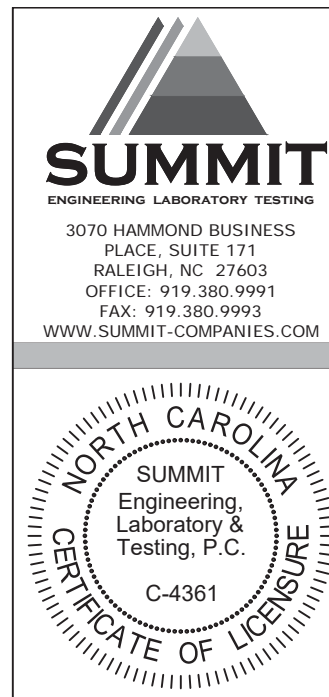 SUMMIT
ENGINEERING LABORATORY TESTING
3070 HAMMOND BUSINESS
PLACE, SUITE 171
RALEIGH, NC 27603
OFFICE: 919.380.9991
FAX: 919.380.9993
WWW.SUMMIT-COMPANIES.COM
NORTH CAROLINA
SUMMIT
Engineering,
Laboratory &
Testing, P.C.
C-4361
CERTIFICATE OF LICENSURE